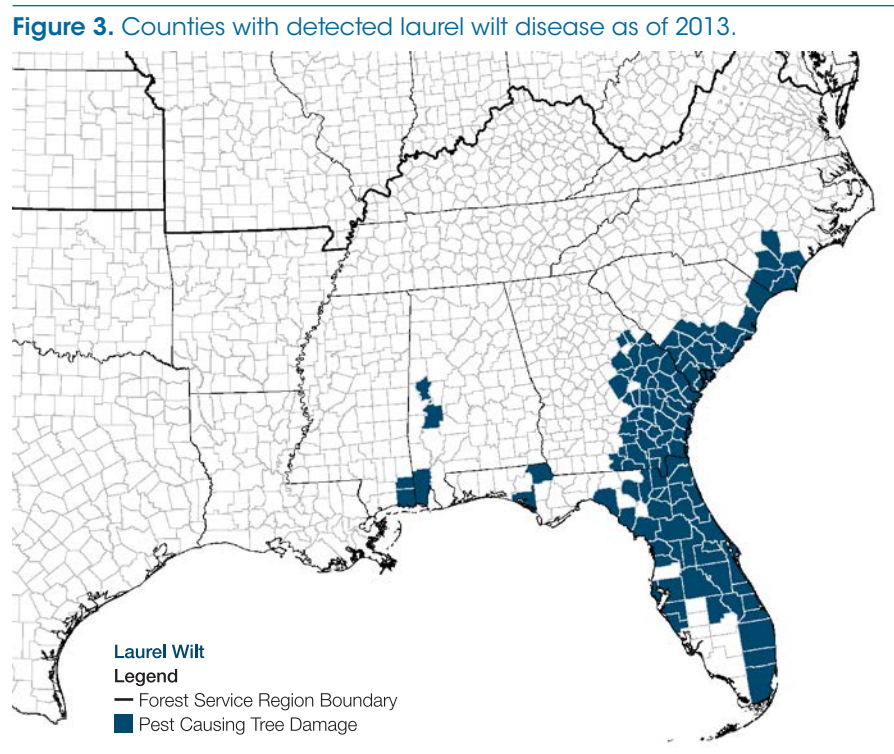 Figure 3. Counties with detected laurel wilt disease as of 2013.
Laurel Wilt
Legend
Forest Service Region Boundary
Pest Causing Tree Damage